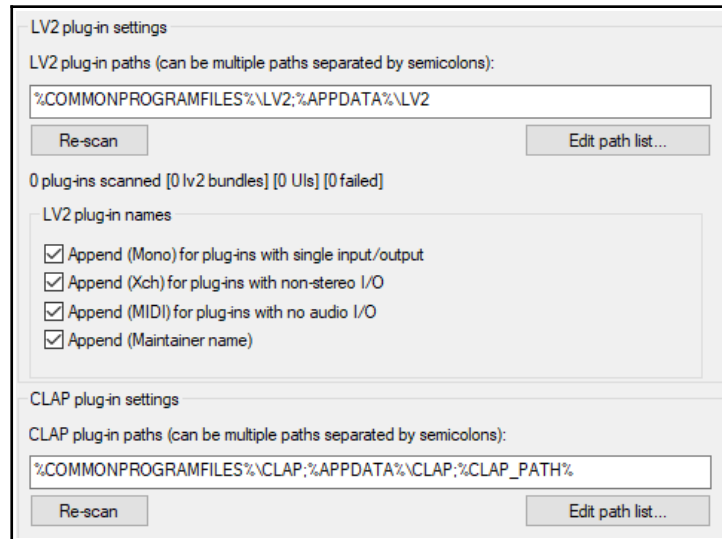 LV2 plug-in settings
LV2 plug-in paths (can be multiple paths separated by semicolons):
%COMMONPROGRAMFILES%\LV2;%APPDATA%\LV2
Re-scan Edit path list...
0 plug-ins scanned [0 lv2 bundles] [0 UIs] [0 failed]
LV2 plug-in names
Append (Mono) for plug-ins with single input/output
Append (Xch) for plug-ins with non-stereo I/O
Append (MIDI) for plug-ins with no audio I/O
Append (Maintainer name)
CLAP plug-in settings
CLAP plug-in paths (can be multiple paths separated by semicolons):
%COMMONPROGRAMFILES%\CLAP;%APPDATA%\CLAP;%CLAP_PATH%
Re-scan Edit path list...